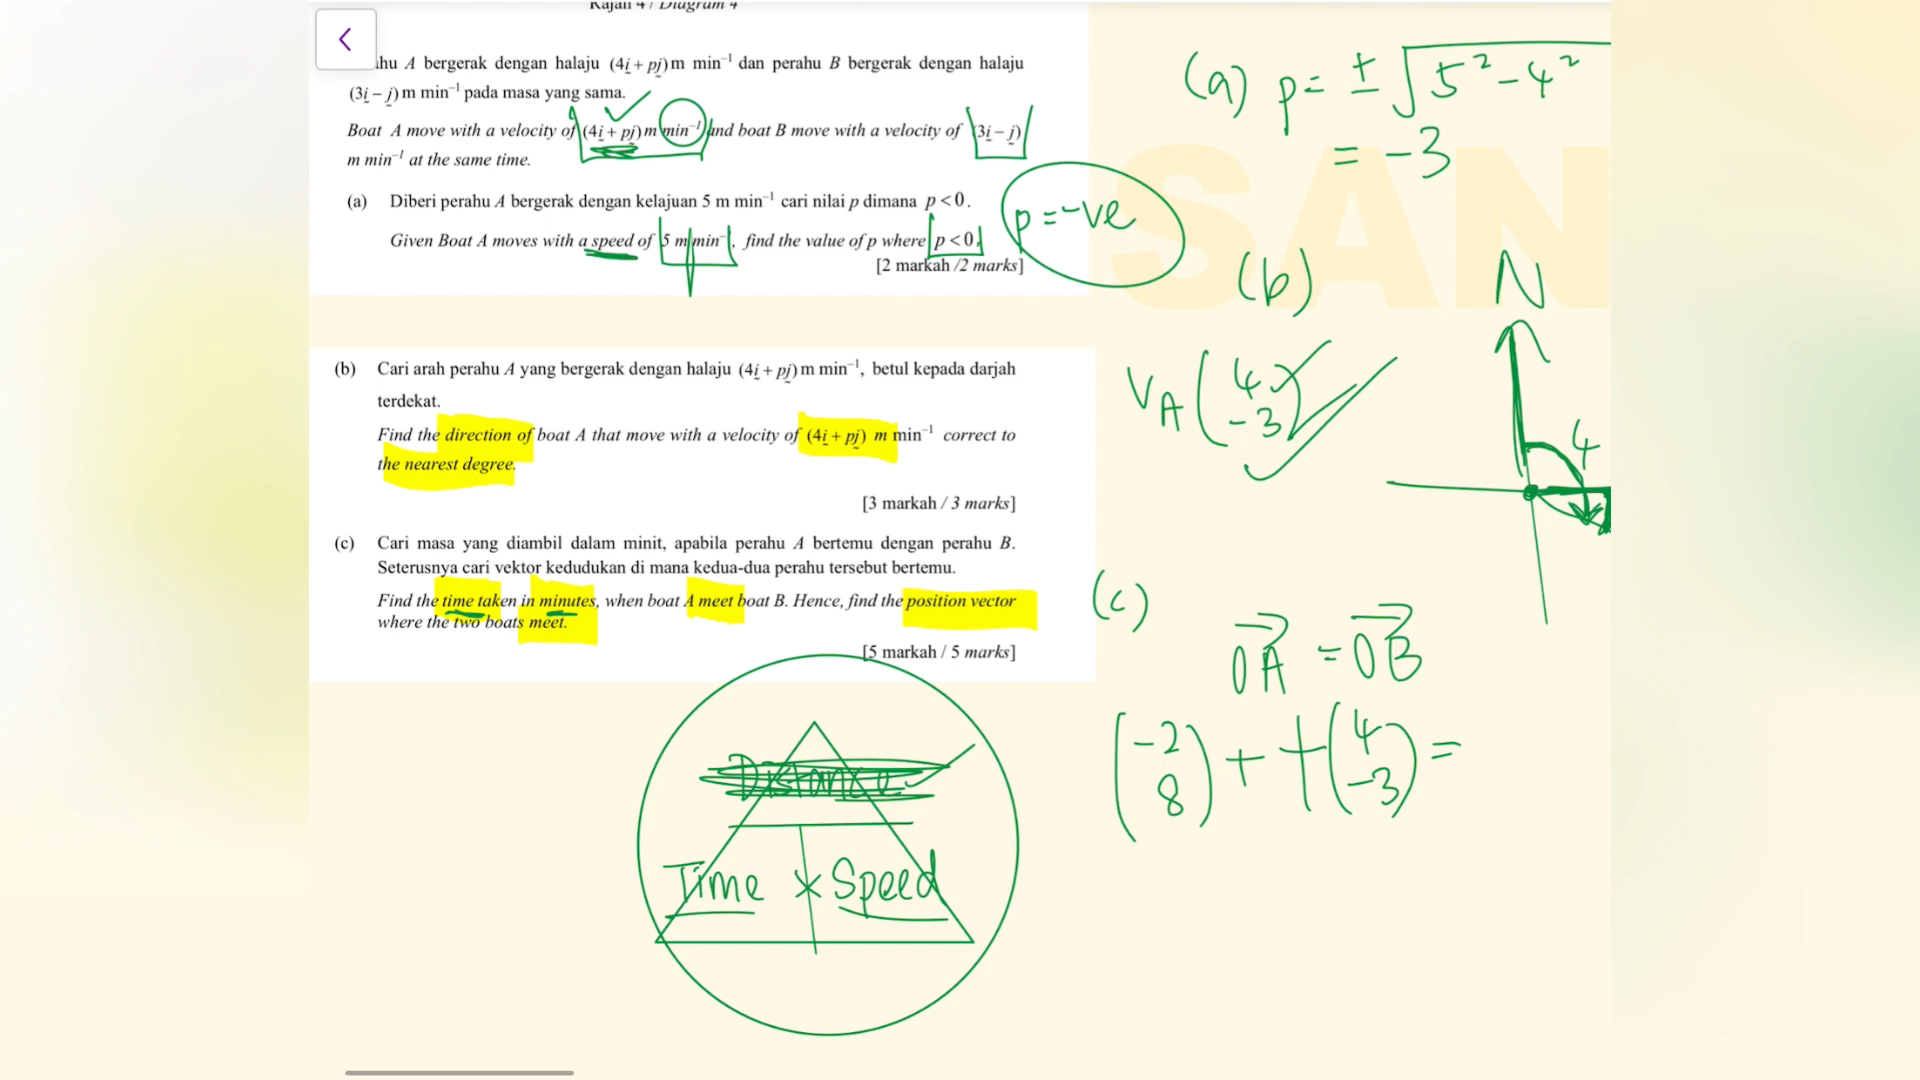 Rajah 4 / Diagram 4
hu A bergerak dengan halaju (4i + pj) m min⁻¹ dan perahu B bergerak dengan halaju
(3i – j) m min⁻¹ pada masa yang sama.
Boat A move with a velocity of (4i + pj) m min⁻¹ and boat B move with a velocity of (3i – j)
m min⁻¹ at the same time.
(a) Diberi perahu A bergerak dengan kelajuan 5 m min⁻¹ cari nilai p dimana p < 0.
Given Boat A moves with a speed of 5 m min⁻¹, find the value of p where p < 0.
[2 markah /2 marks]
p = -ve
(b) Cari arah perahu A yang bergerak dengan halaju (4i + pj) m min⁻¹, betul kepada darjah
terdekat.
Find the direction of boat A that move with a velocity of (4i + pj) m min⁻¹ correct to
the nearest degree.
[3 markah / 3 marks]
(c) Cari masa yang diambil dalam minit, apabila perahu A bertemu dengan perahu B.
Seterusnya cari vektor kedudukan di mana kedua-dua perahu tersebut bertemu.
Find the time taken in minutes, when boat A meet boat B. Hence, find the position vector
where the two boats meet.
[5 markah / 5 marks]
Distance
Time * Speed
SAN
(a) p = ± √5² – 4²
= -3
(b)
N
V_A (4 -3)
4
(c)
OA = OB
(-2 8) + t(4 -3) =